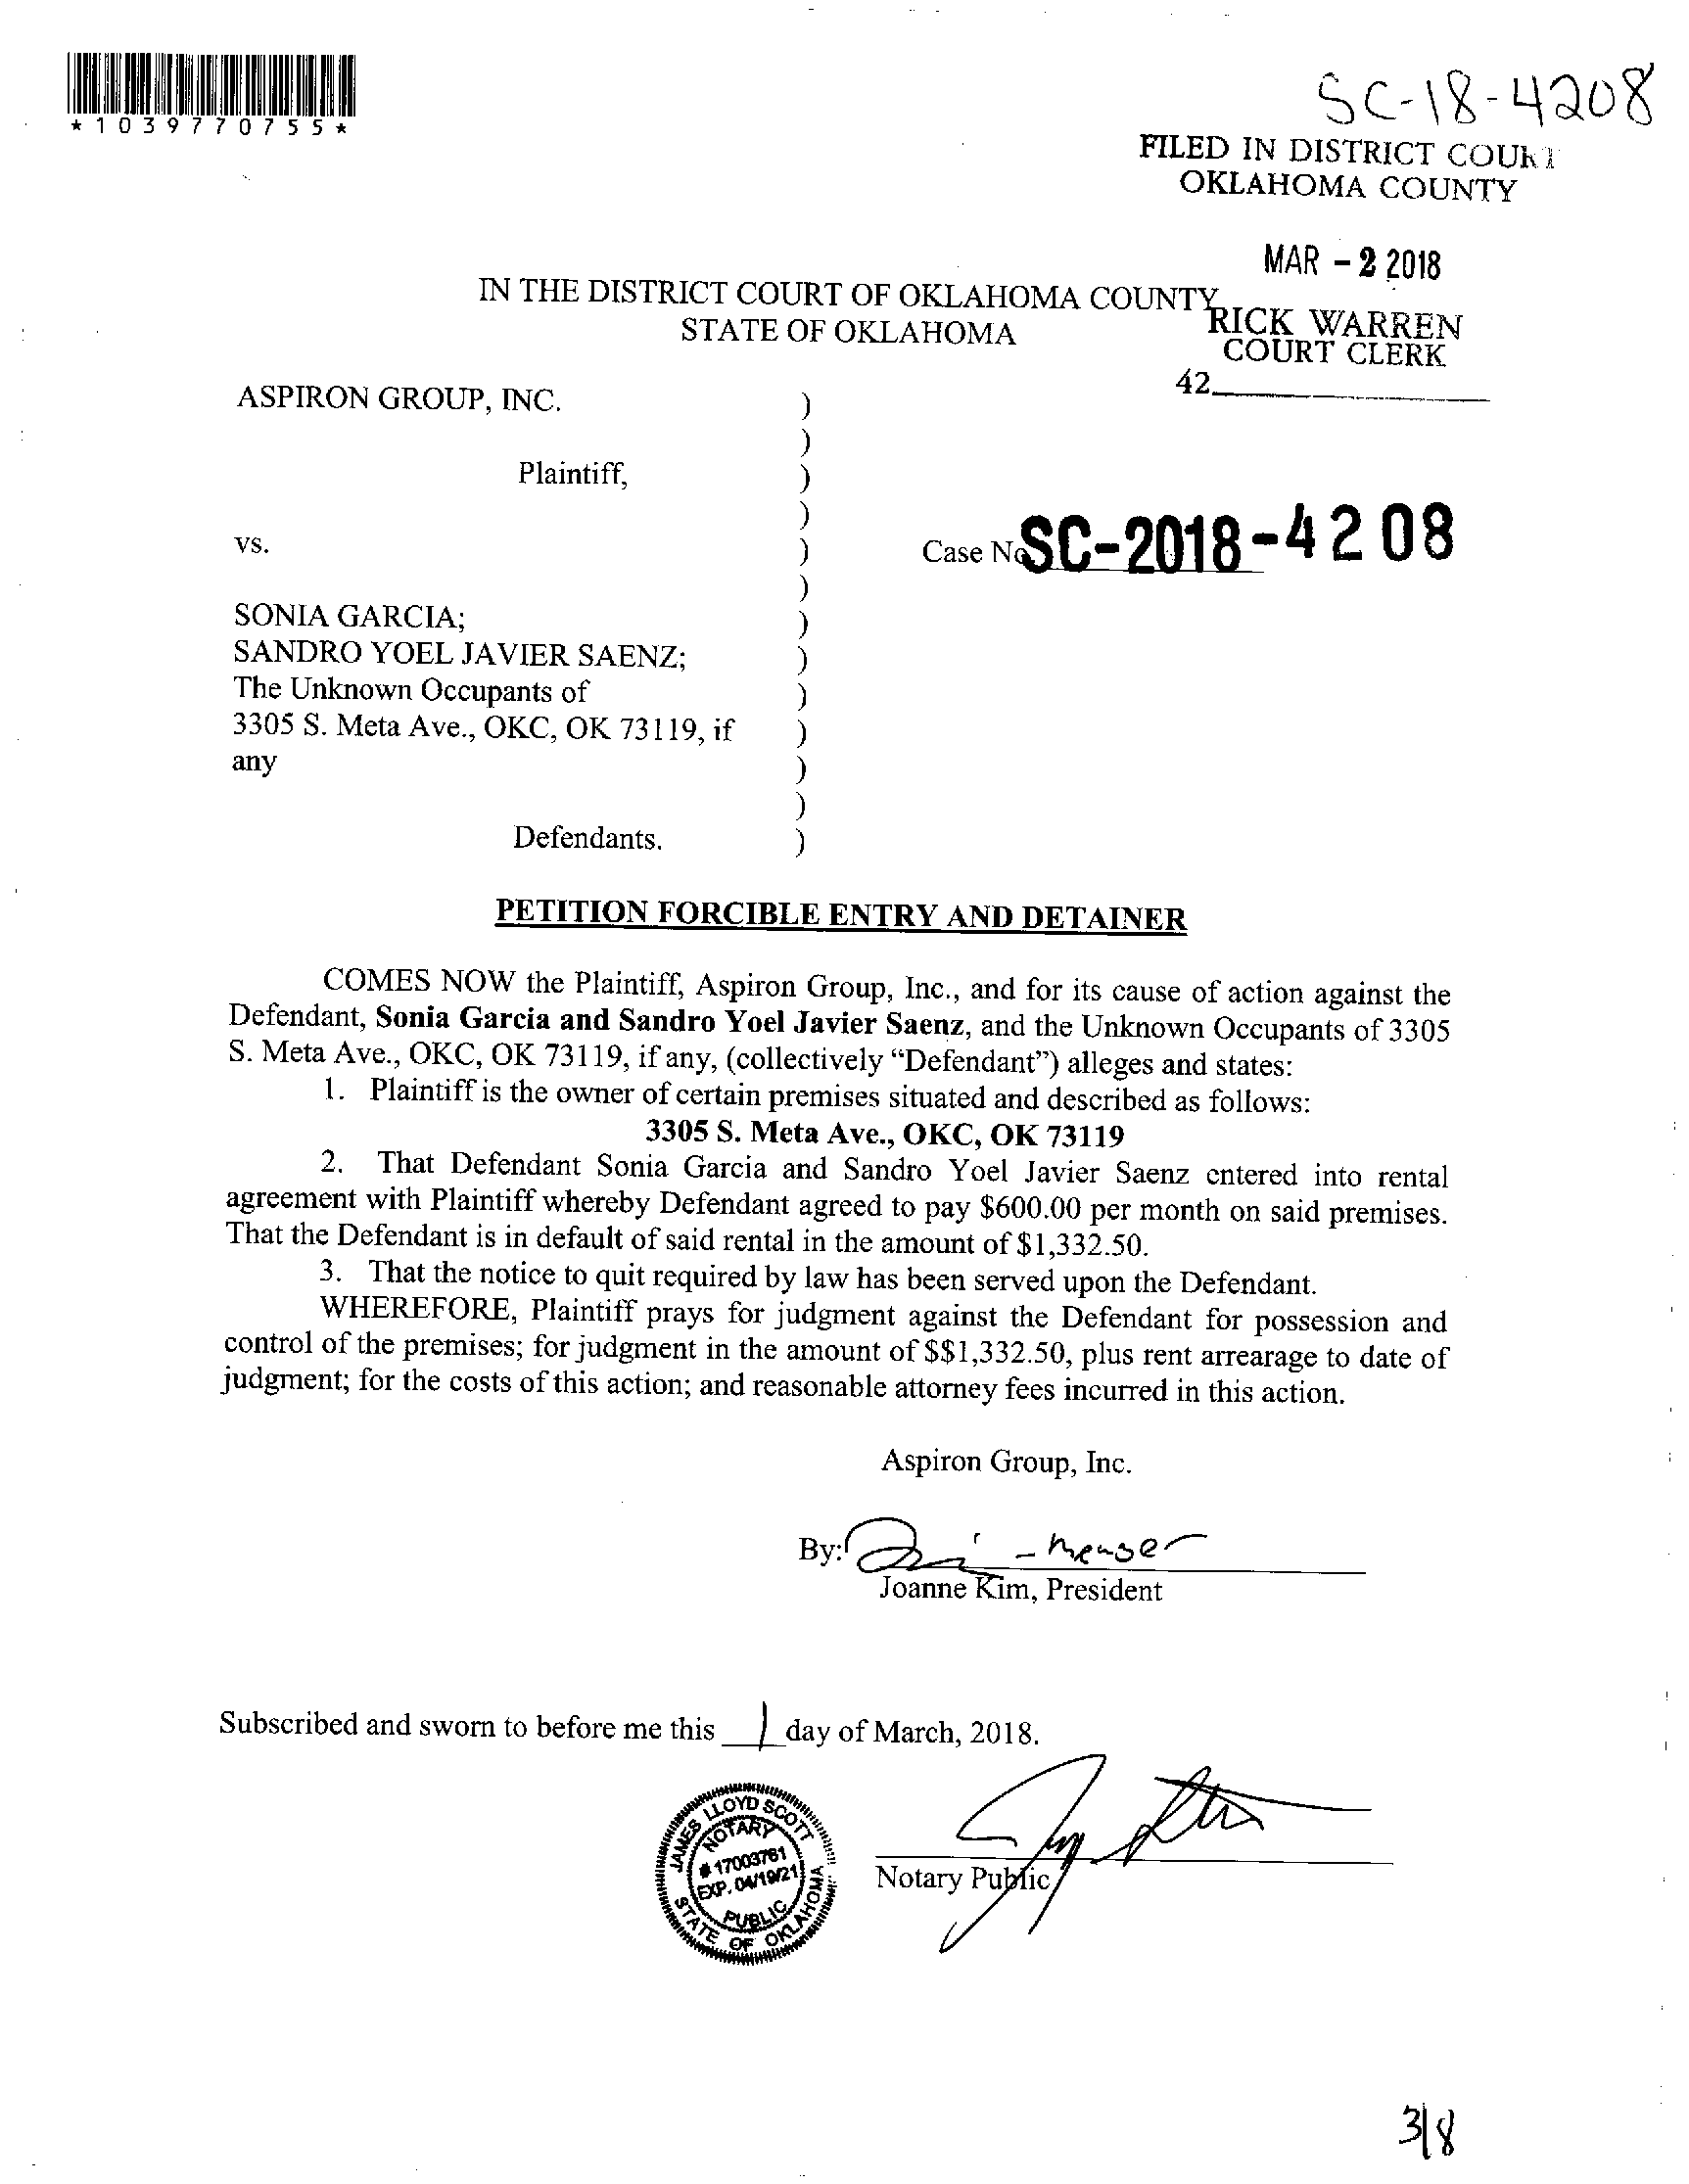 *1039770755*
SC-18-4208
FILED IN DISTRICT COURT
OKLAHOMA COUNTY
MAR - 2 2018
IN THE DISTRICT COURT OF OKLAHOMA COUNTY
STATE OF OKLAHOMA
RICK WARREN
COURT CLERK
42
ASPIRON GROUP, INC. )
)
Plaintiff, )
)
vs. )
Case No SC-2018-4208
)
SONIA GARCIA; )
SANDRO YOEL JAVIER SAENZ; )
The Unknown Occupants of )
3305 S. Meta Ave., OKC, OK 73119, if )
any )
)
Defendants. )
PETITION FORCIBLE ENTRY AND DETAINER
COMES NOW the Plaintiff, Aspiron Group, Inc., and for its cause of action against the
Defendant, Sonia Garcia and Sandro Yoel Javier Saenz, and the Unknown Occupants of 3305
S. Meta Ave., OKC, OK 73119, if any, (collectively “Defendant”) alleges and states:
1. Plaintiff is the owner of certain premises situated and described as follows:
3305 S. Meta Ave., OKC, OK 73119
2. That Defendant Sonia Garcia and Sandro Yoel Javier Saenz entered into rental
agreement with Plaintiff whereby Defendant agreed to pay $600.00 per month on said premises.
That the Defendant is in default of said rental in the amount of $1,332.50.
3. That the notice to quit required by law has been served upon the Defendant.
WHEREFORE, Plaintiff prays for judgment against the Defendant for possession and
control of the premises; for judgment in the amount of $$1,332.50, plus rent arrearage to date of
judgment; for the costs of this action; and reasonable attorney fees incurred in this action.
Aspiron Group, Inc.
By:
Joanne Kim, President
Subscribed and sworn to before me this 1 day of March, 2018.
JAMES LLOYD SCOTT
NOTARY
# 17003761
EXP. 04/19/21
PUBLIC
STATE OF OKLAHOMA
Notary Public
3/8